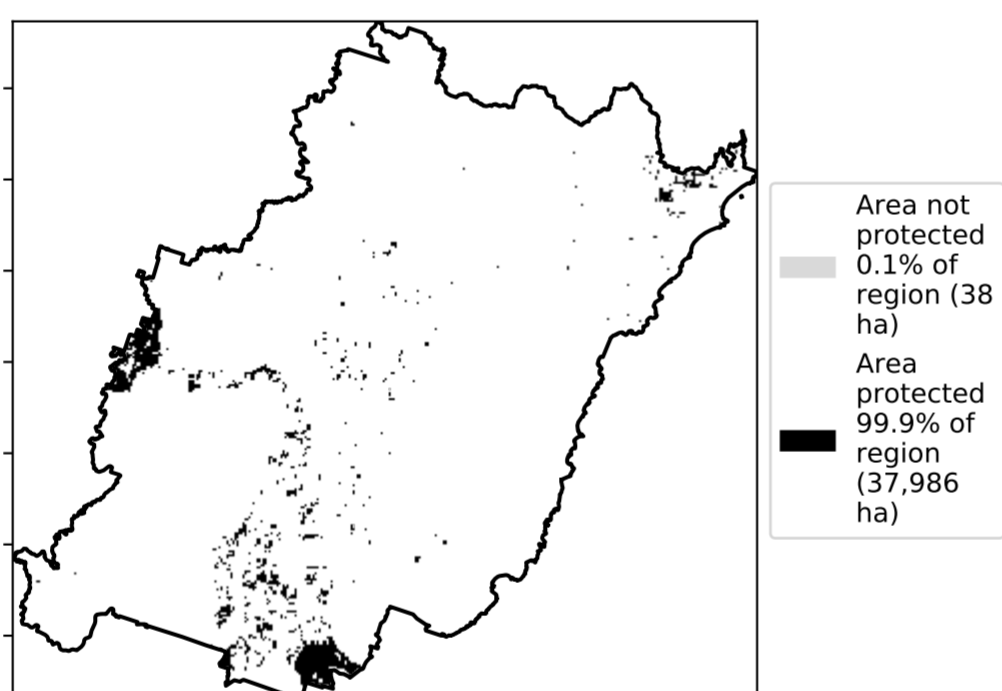 Area not
protected
0.1% of
region (38
ha)
Area
protected
99.9% of
region
(37,986
ha)